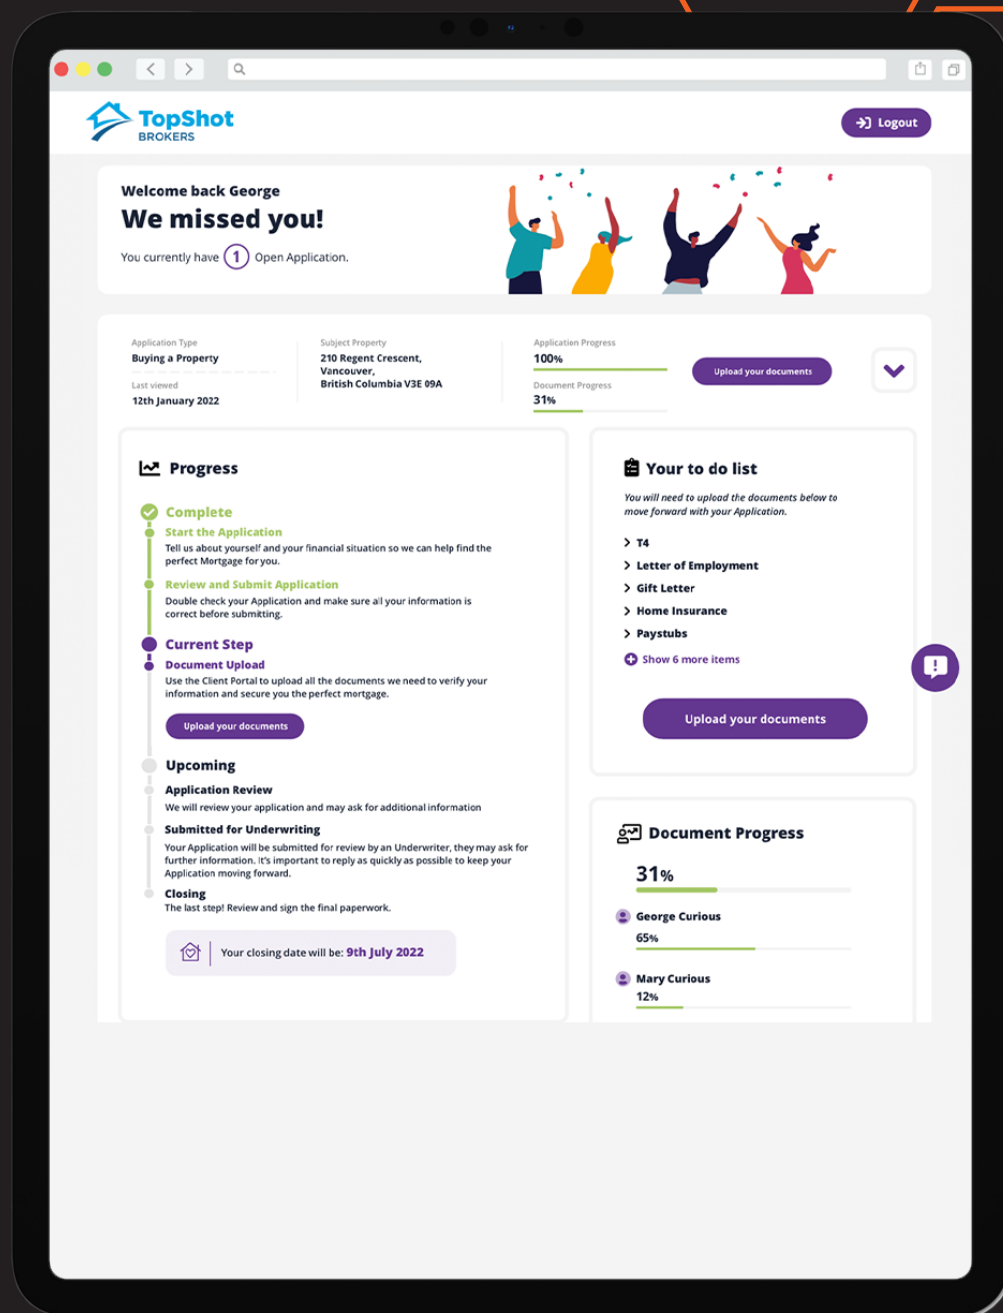 TopShot
BROKERS
Logout
Welcome back George
We missed you!
You currently have 1 Open Application.
Application Type
Buying a Property
Last viewed
12th January 2022
Subject Property
210 Regent Crescent,
Vancouver,
British Columbia V3E 09A
Application Progress
100%
Document Progress
31%
Upload your documents
Progress
Complete
Start the Application
Tell us about yourself and your financial situation so we can help find the
perfect Mortgage for you.
Review and Submit Application
Double check your Application and make sure all your information is
correct before submitting.
Current Step
Document Upload
Use the Client Portal to upload all the documents we need to verify your
information and secure you the perfect mortgage.
Upload your documents
Upcoming
Application Review
We will review your application and may ask for additional information
Submitted for Underwriting
Your Application will be submitted for review by an Underwriter, they may ask for
further information. It's important to reply as quickly as possible to keep your
Application moving forward.
Closing
The last step! Review and sign the final paperwork.
Your closing date will be: 9th July 2022
Your to do list
You will need to upload the documents below to
move forward with your Application.
T4
Letter of Employment
Gift Letter
Home Insurance
Paystubs
Show 6 more items
Upload your documents
Document Progress
31%
George Curious
65%
Mary Curious
12%